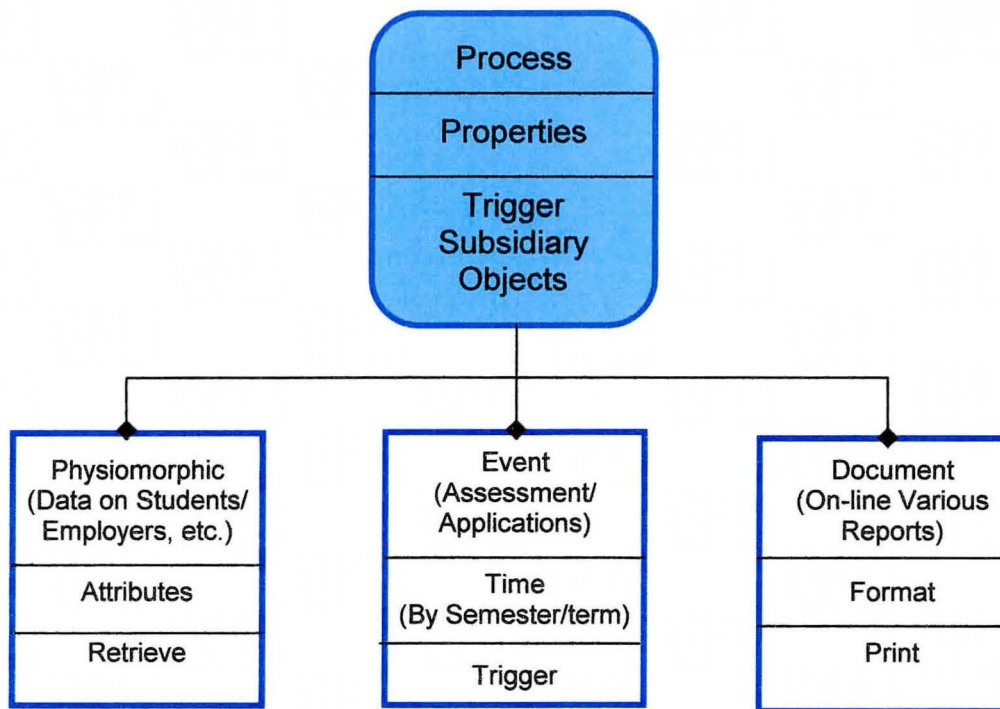 Process
Properties
Trigger
Subsidiary
Objects
Physiomorphic
(Data on Students/
Employers, etc.)
Attributes
Retrieve
Event
(Assessment/
Applications)
Time
(By Semester/term)
Trigger
Document
(On-line Various
Reports)
Format
Print